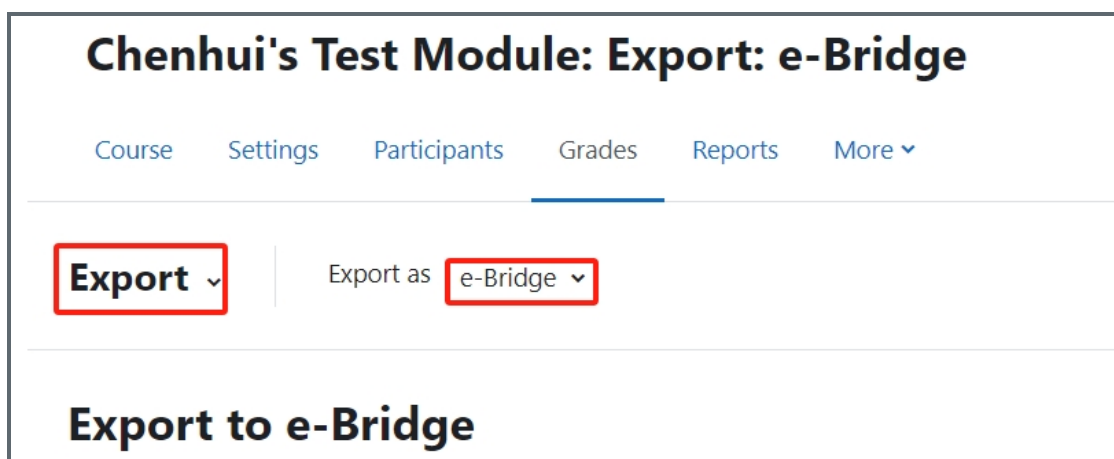 Chenhui's Test Module: Export: e-Bridge
Course Settings Participants Grades Reports More
Export Export as e-Bridge
Export to e-Bridge